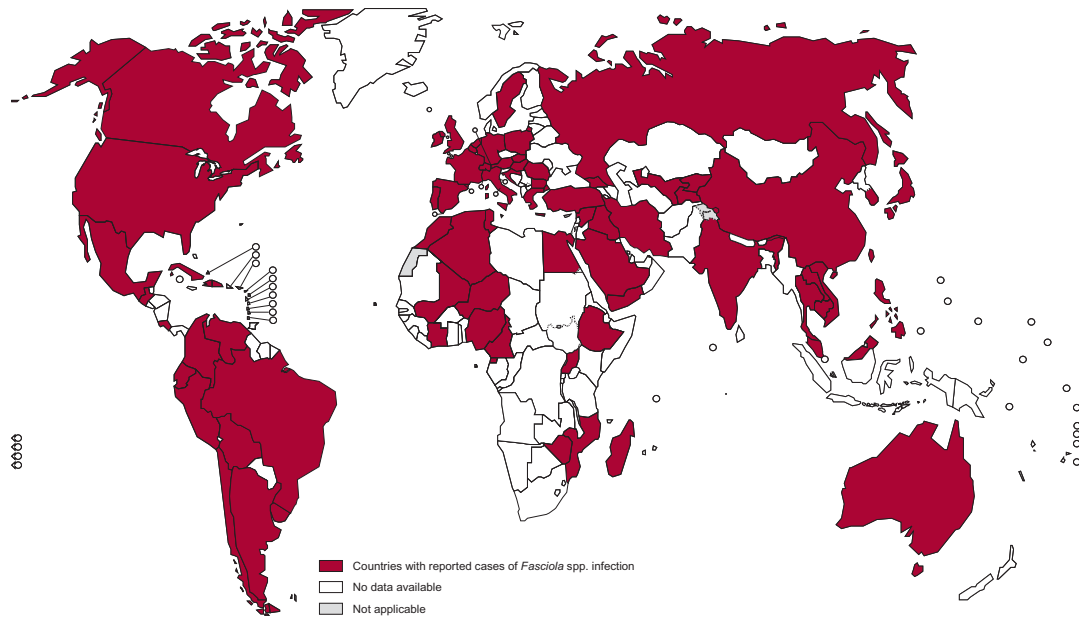 Countries with reported cases of Fasciola spp. infection
No data available
Not applicable